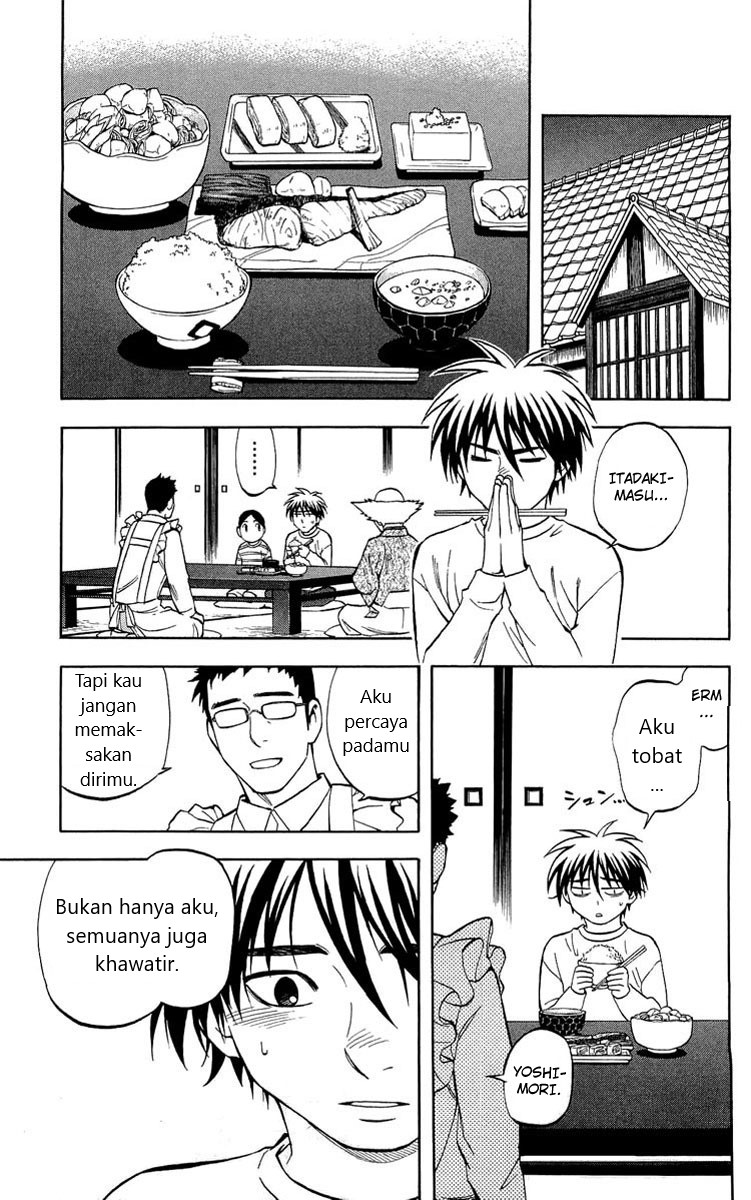 ......
ITADAKI-
MASU...
ERM
...
Aku
tobat
...
シュン...
YOSHI-
MORI.
Aku
percaya
padamu
Tapi kau
jangan
memak-
sakan
dirimu.
Bukan hanya aku,
semuanya juga
khawatir.